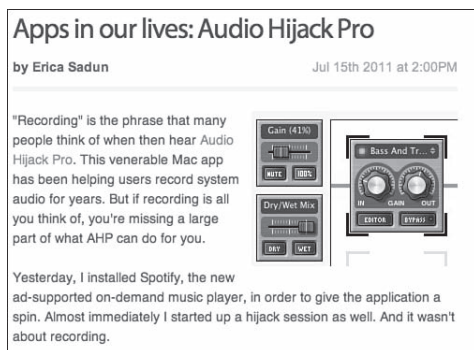 Apps in our lives: Audio Hijack Pro
by Erica Sadun
Jul 15th 2011 at 2:00PM
"Recording" is the phrase that many
people think of when then hear Audio
Hijack Pro. This venerable Mac app
has been helping users record system
audio for years. But if recording is all
you think of, you're missing a large
part of what AHP can do for you.
Gain (41%)
MUTE
100%
Dry/Wet Mix
DRY
WET
Bass And Tr...
IN
GAIN
OUT
EDITOR
BYPASS
Yesterday, I installed Spotify, the new
ad-supported on-demand music player, in order to give the application a
spin. Almost immediately I started up a hijack session as well. And it wasn't
about recording.